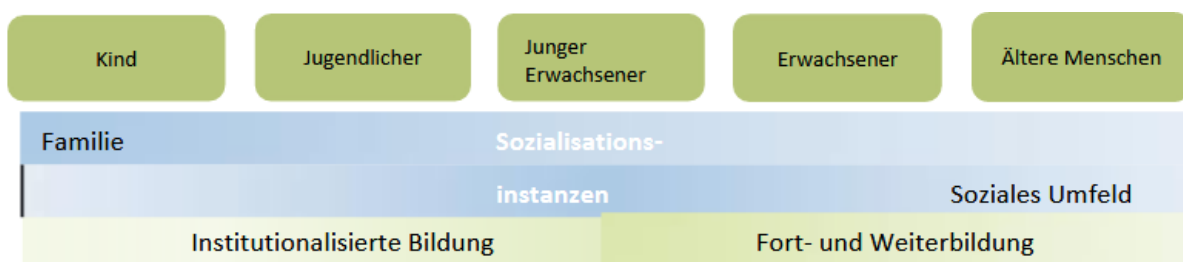 Kind
Jugendlicher
Junger
Erwachsener
Erwachsener
Ältere Menschen
Familie
Sozialisations-
instanzen
Soziales Umfeld
Institutionalisierte Bildung
Fort- und Weiterbildung